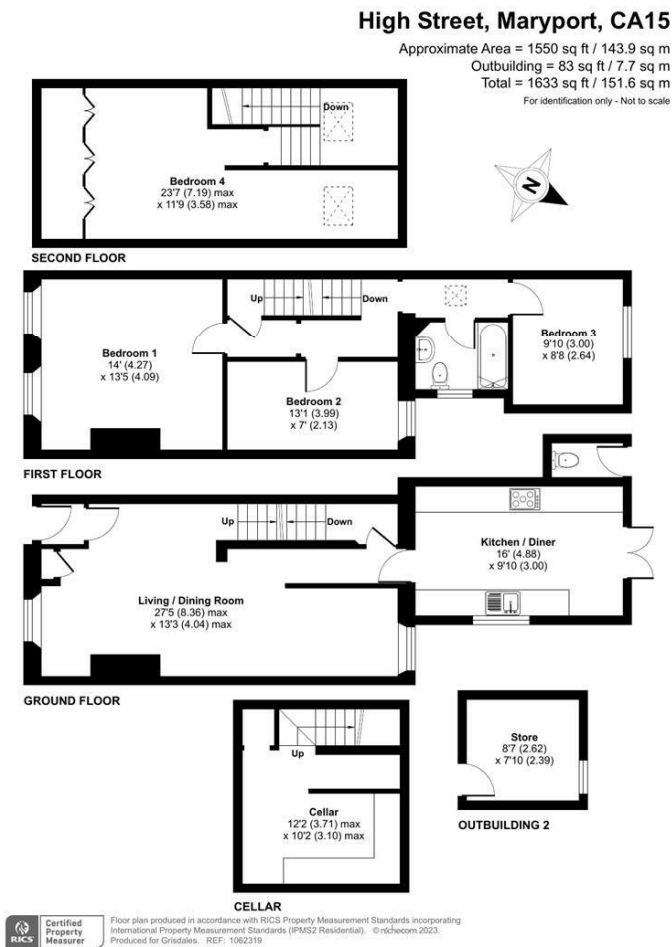 High Street, Maryport, CA15
Approximate Area = 1550 sq ft / 143.9 sq m
Outbuilding = 83 sq ft / 7.7 sq m
Total = 1633 sq ft / 151.6 sq m
For identification only - Not to scale
Down
Bedroom 4
23'7 (7.19) max
x 11'9 (3.58) max
N
SECOND FLOOR
Up
Down
Bedroom 1
14' (4.27)
x 13'5 (4.09)
Bedroom 3
9'10 (3.00)
x 8'8 (2.64)
Bedroom 2
13'1 (3.99)
x 7' (2.13)
FIRST FLOOR
Up
Down
Kitchen / Diner
16' (4.88)
x 9'10 (3.00)
Living / Dining Room
27'5 (8.36) max
x 13'3 (4.04) max
GROUND FLOOR
Up
Cellar
12'2 (3.71) max
x 10'2 (3.10) max
CELLAR
Store
8'7 (2.62)
x 7'10 (2.39)
OUTBUILDING 2
RICS
Certified
Property
Measurer
Floor plan produced in accordance with RICS Property Measurement Standards incorporating
International Property Measurement Standards (IPMS2 Residential). ©nichecom 2023.
Produced for Grisdales. REF: 1062319